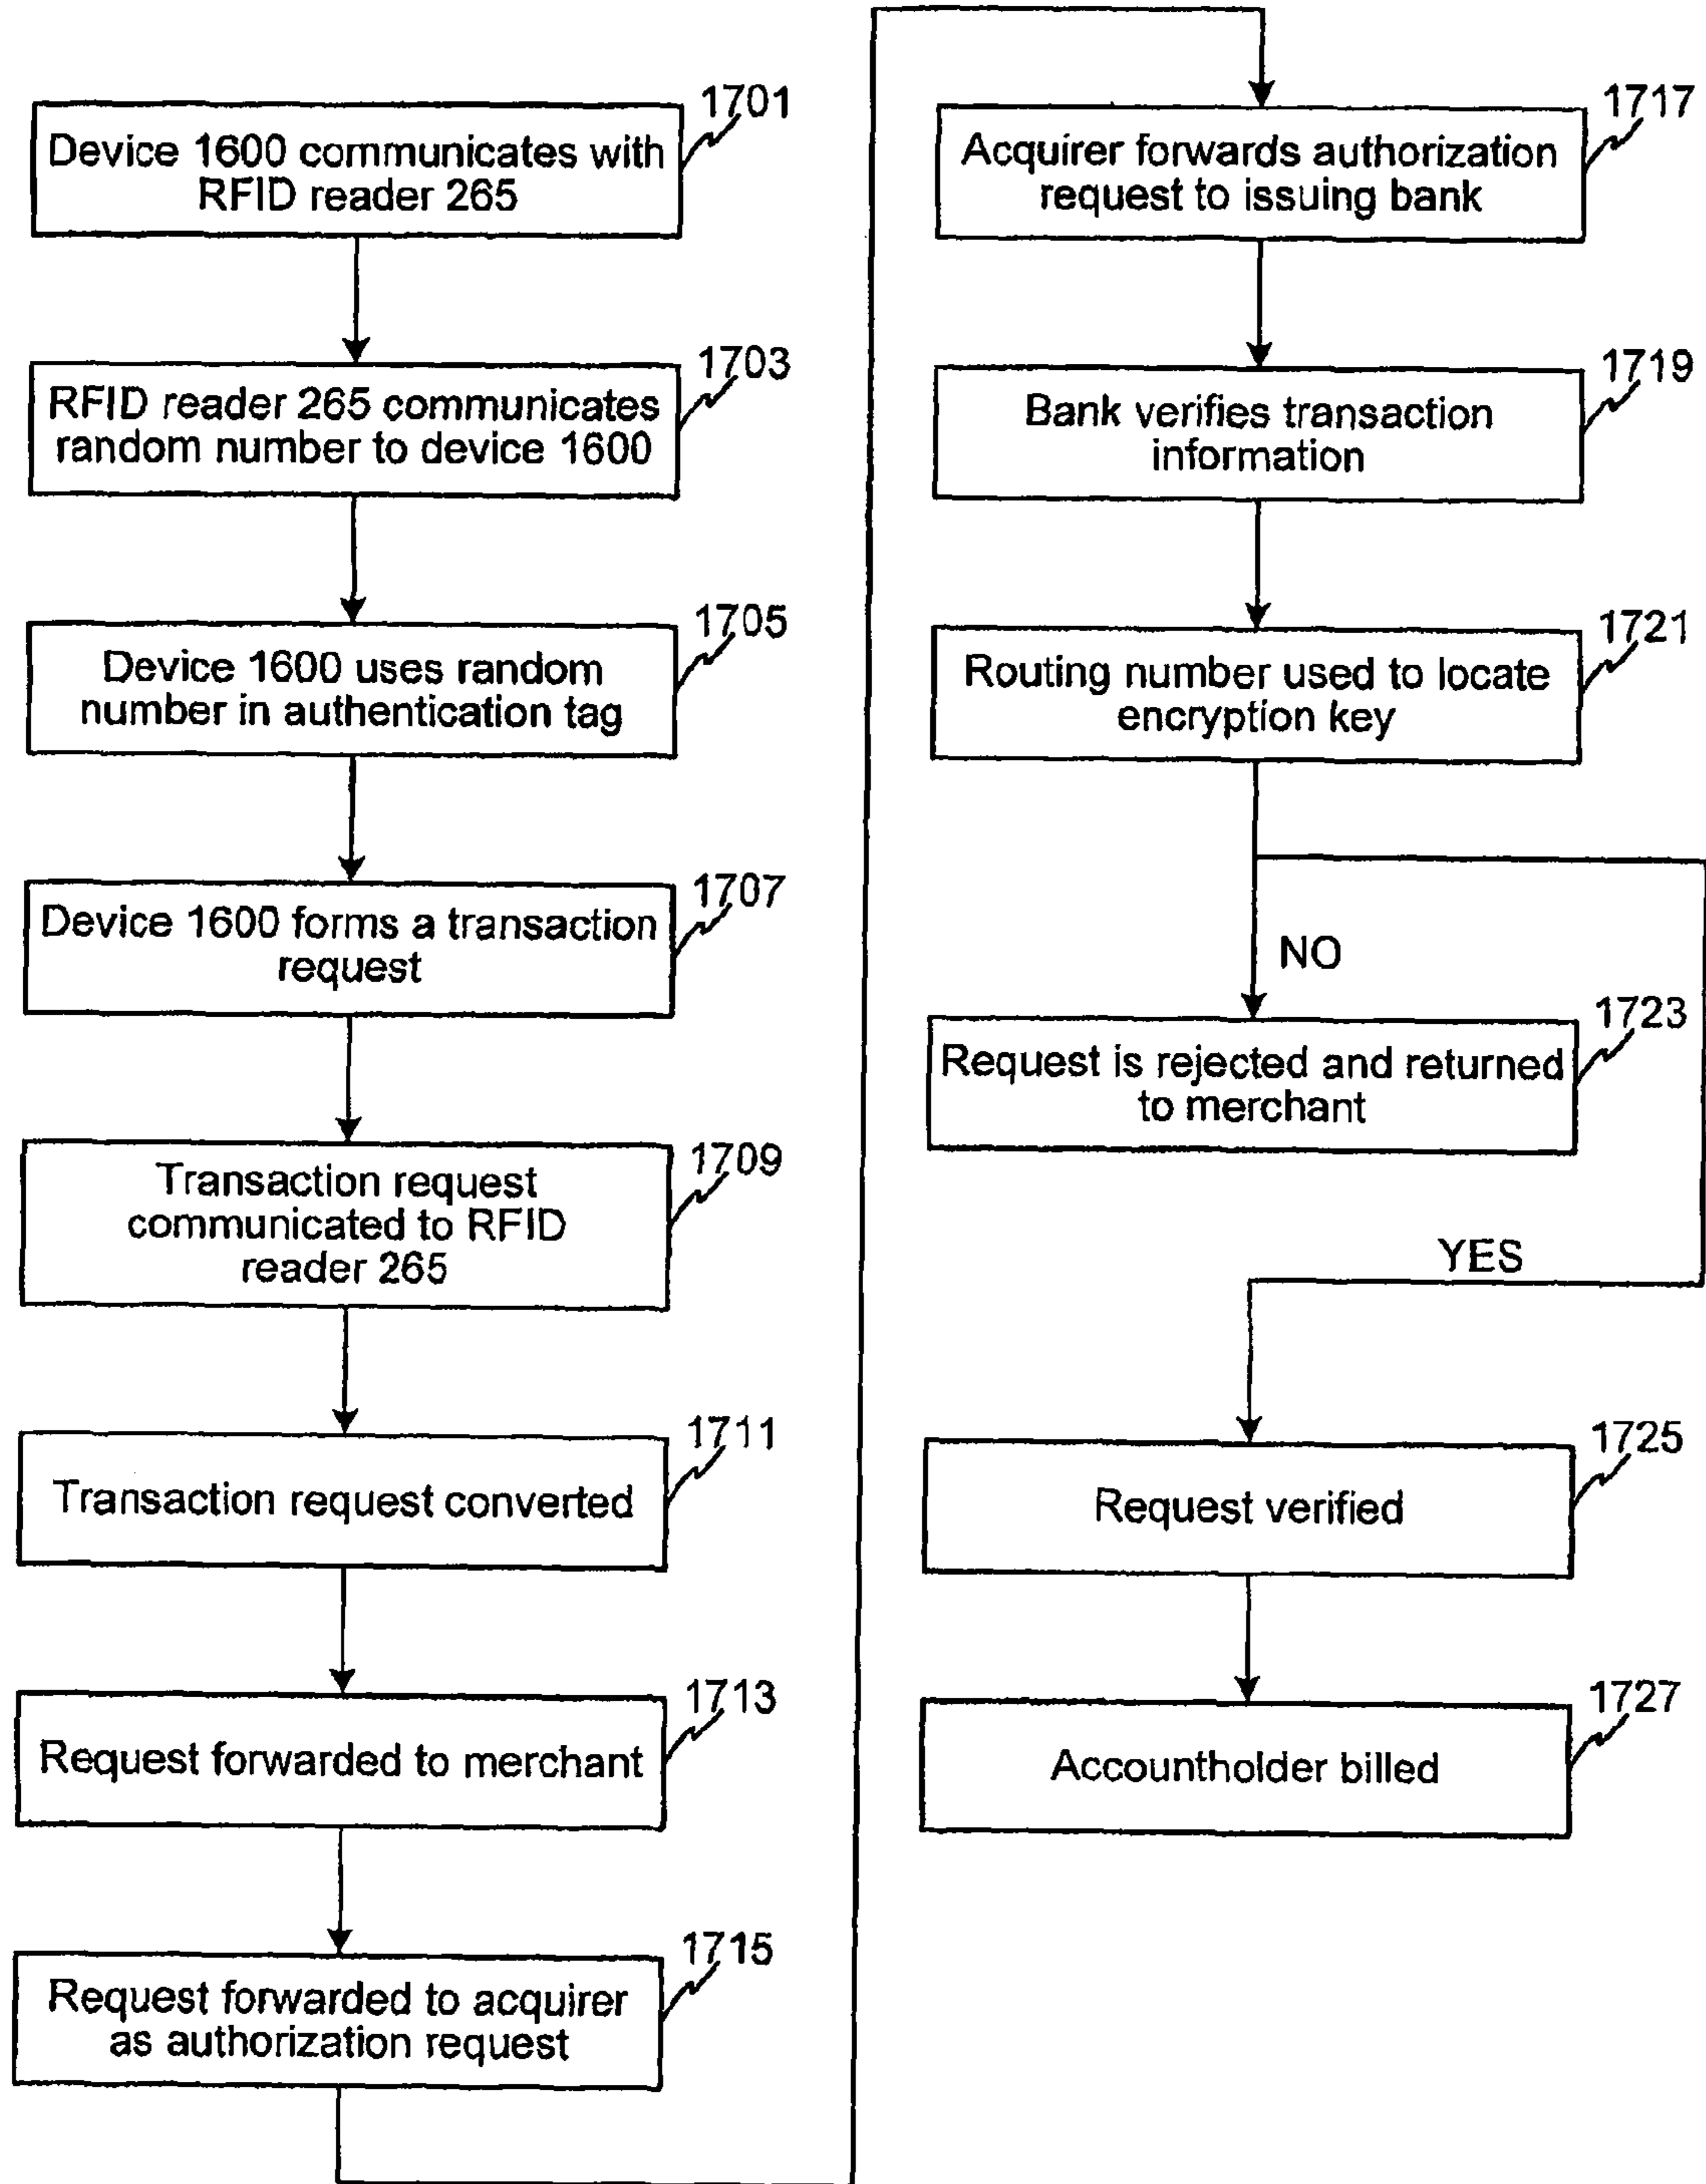 1701
Device 1600 communicates with
RFID reader 265
1703
RFID reader 265 communicates
random number to device 1600
1705
Device 1600 uses random
number in authentication tag
1707
Device 1600 forms a transaction
request
1709
Transaction request
communicated to RFID
reader 265
1711
Transaction request converted
1713
Request forwarded to merchant
1715
Request forwarded to acquirer
as authorization request
1717
Acquirer forwards authorization
request to issuing bank
1719
Bank verifies transaction
information
1721
Routing number used to locate
encryption key
NO
1723
Request is rejected and returned
to merchant
YES
1725
Request verified
1727
Accountholder billed